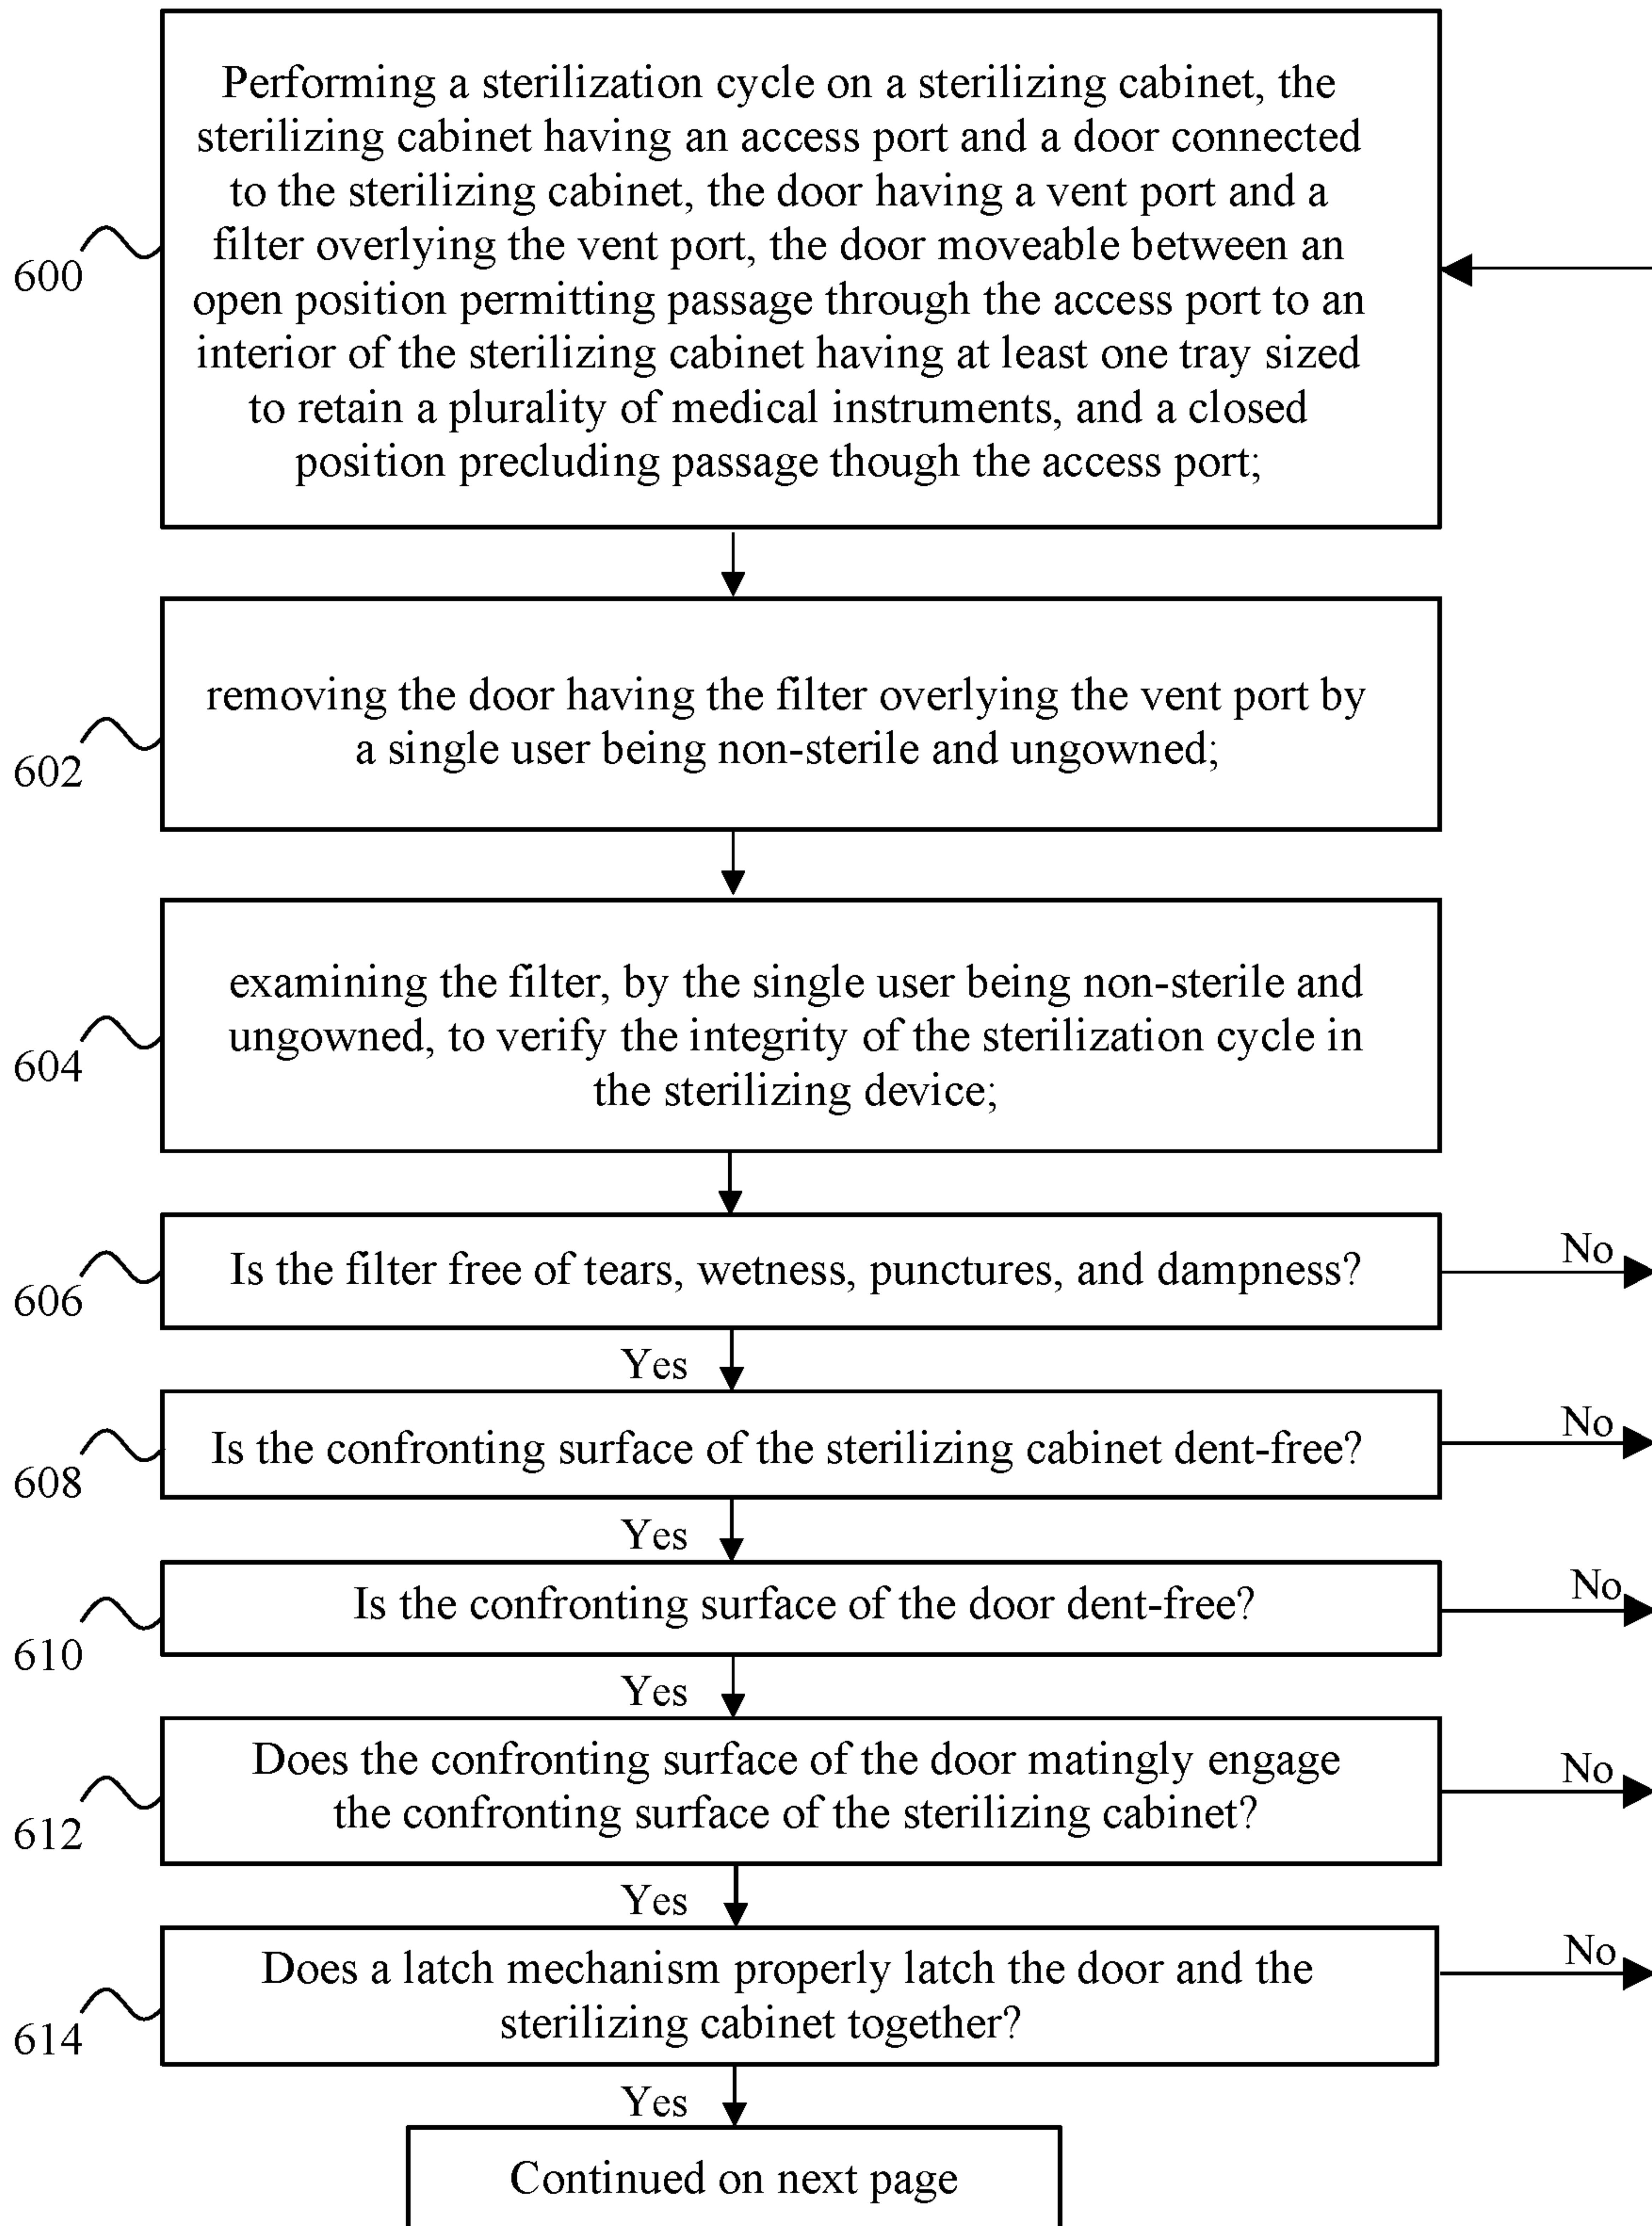 Performing a sterilization cycle on a sterilizing cabinet, the
sterilizing cabinet having an access port and a door connected
to the sterilizing cabinet, the door having a vent port and a
filter overlying the vent port, the door moveable between an
open position permitting passage through the access port to an
interior of the sterilizing cabinet having at least one tray sized
to retain a plurality of medical instruments, and a closed
position precluding passage though the access port;
600
removing the door having the filter overlying the vent port by
a single user being non-sterile and ungowned;
602
examining the filter, by the single user being non-sterile and
ungowned, to verify the integrity of the sterilization cycle in
the sterilizing device;
604
Is the filter free of tears, wetness, punctures, and dampness?
No
606
Yes
Is the confronting surface of the sterilizing cabinet dent-free?
No
608
Yes
Is the confronting surface of the door dent-free?
No
610
Yes
Does the confronting surface of the door matingly engage
the confronting surface of the sterilizing cabinet?
No
612
Yes
Does a latch mechanism properly latch the door and the
sterilizing cabinet together?
No
614
Yes
Continued on next page